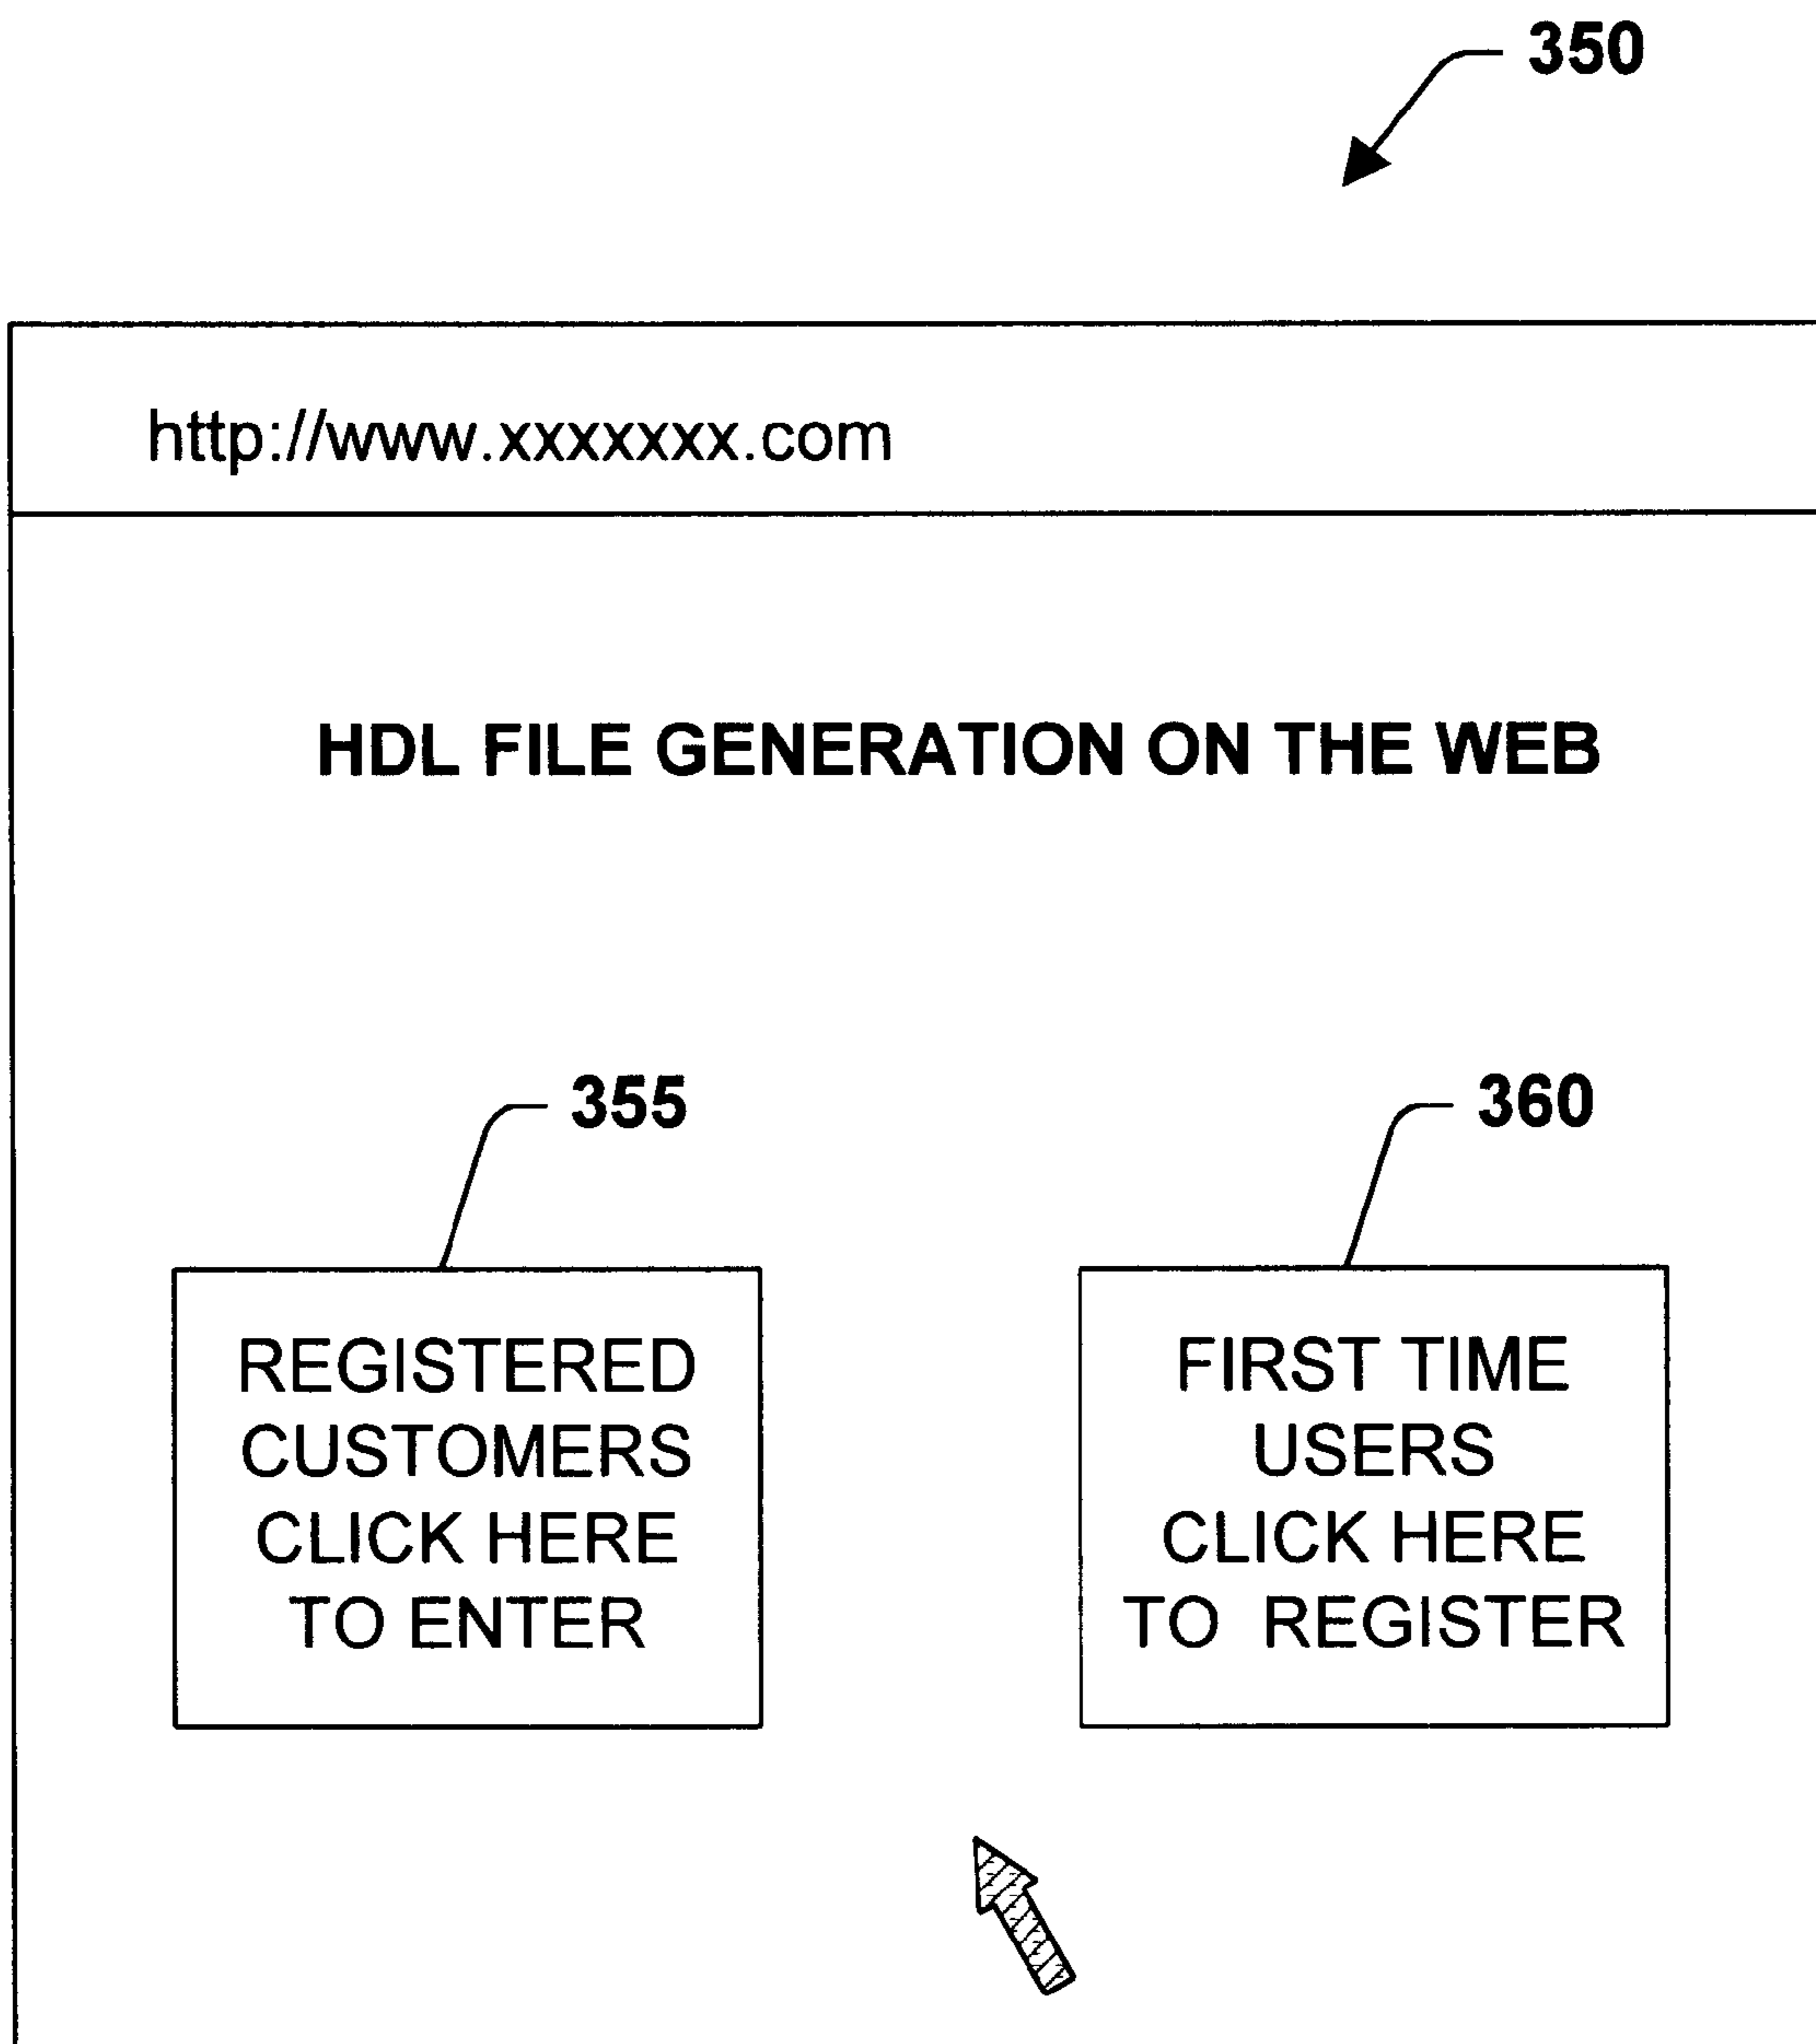 350
http://www.xxxxxxx.com
HDL FILE GENERATION ON THE WEB
355
360
REGISTERED
CUSTOMERS
CLICK HERE
TO ENTER
FIRST TIME
USERS
CLICK HERE
TO REGISTER